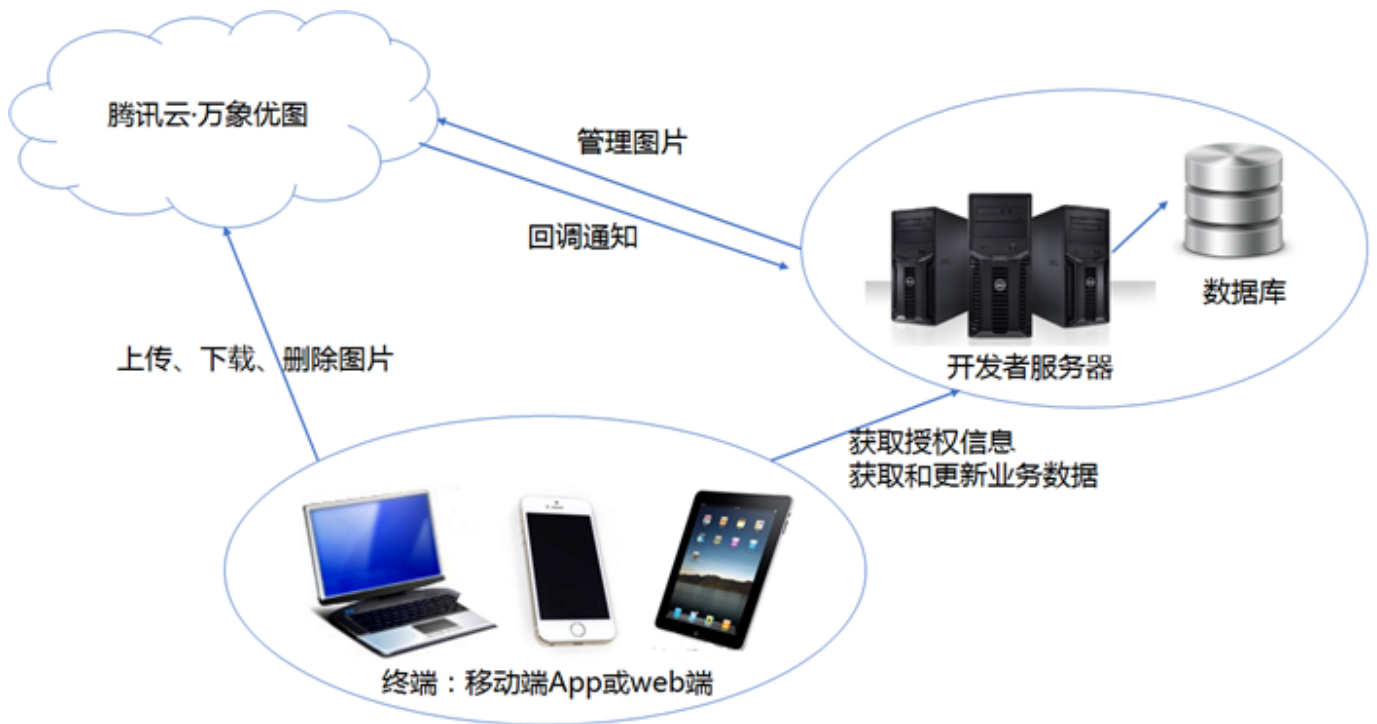 腾讯云·万象优图
管理图片
回调通知
数据库
上传、下载、删除图片
开发者服务器
获取授权信息
获取和更新业务数据
终端：移动端App或web端